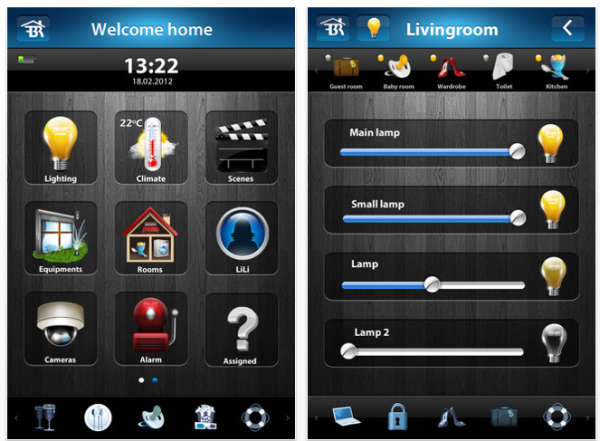 Welcome home
13:22
18.02.2012
22°C
Lighting
Climate
Scenes
Equipments
Rooms
LiLi
Cameras
Alarm
Assigned
Livingroom
Guest room
Baby room
Wardrobe
Toilet
Kitchen
Main lamp
Small lamp
Lamp
Lamp 2